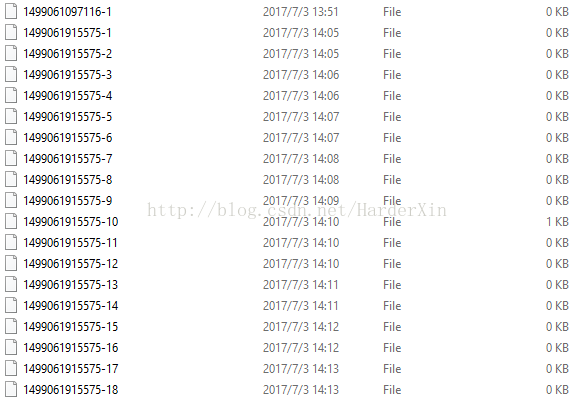 1499061097116-1 2017/7/3 13:51 File 0 KB
1499061915575-1 2017/7/3 14:05 File 0 KB
1499061915575-2 2017/7/3 14:05 File 0 KB
1499061915575-3 2017/7/3 14:06 File 0 KB
1499061915575-4 2017/7/3 14:06 File 0 KB
1499061915575-5 2017/7/3 14:07 File 0 KB
1499061915575-6 2017/7/3 14:07 File 0 KB
1499061915575-7 2017/7/3 14:08 File 0 KB
1499061915575-8 2017/7/3 14:08 File 0 KB
1499061915575-9 2017/7/3 14:09 File 0 KB
http://blog.csdn.net/HarderXin
1499061915575-10 2017/7/3 14:10 File 1 KB
1499061915575-11 2017/7/3 14:10 File 0 KB
1499061915575-12 2017/7/3 14:10 File 0 KB
1499061915575-13 2017/7/3 14:11 File 0 KB
1499061915575-14 2017/7/3 14:11 File 0 KB
1499061915575-15 2017/7/3 14:12 File 0 KB
1499061915575-16 2017/7/3 14:12 File 0 KB
1499061915575-17 2017/7/3 14:13 File 0 KB
1499061915575-18 2017/7/3 14:13 File 0 KB